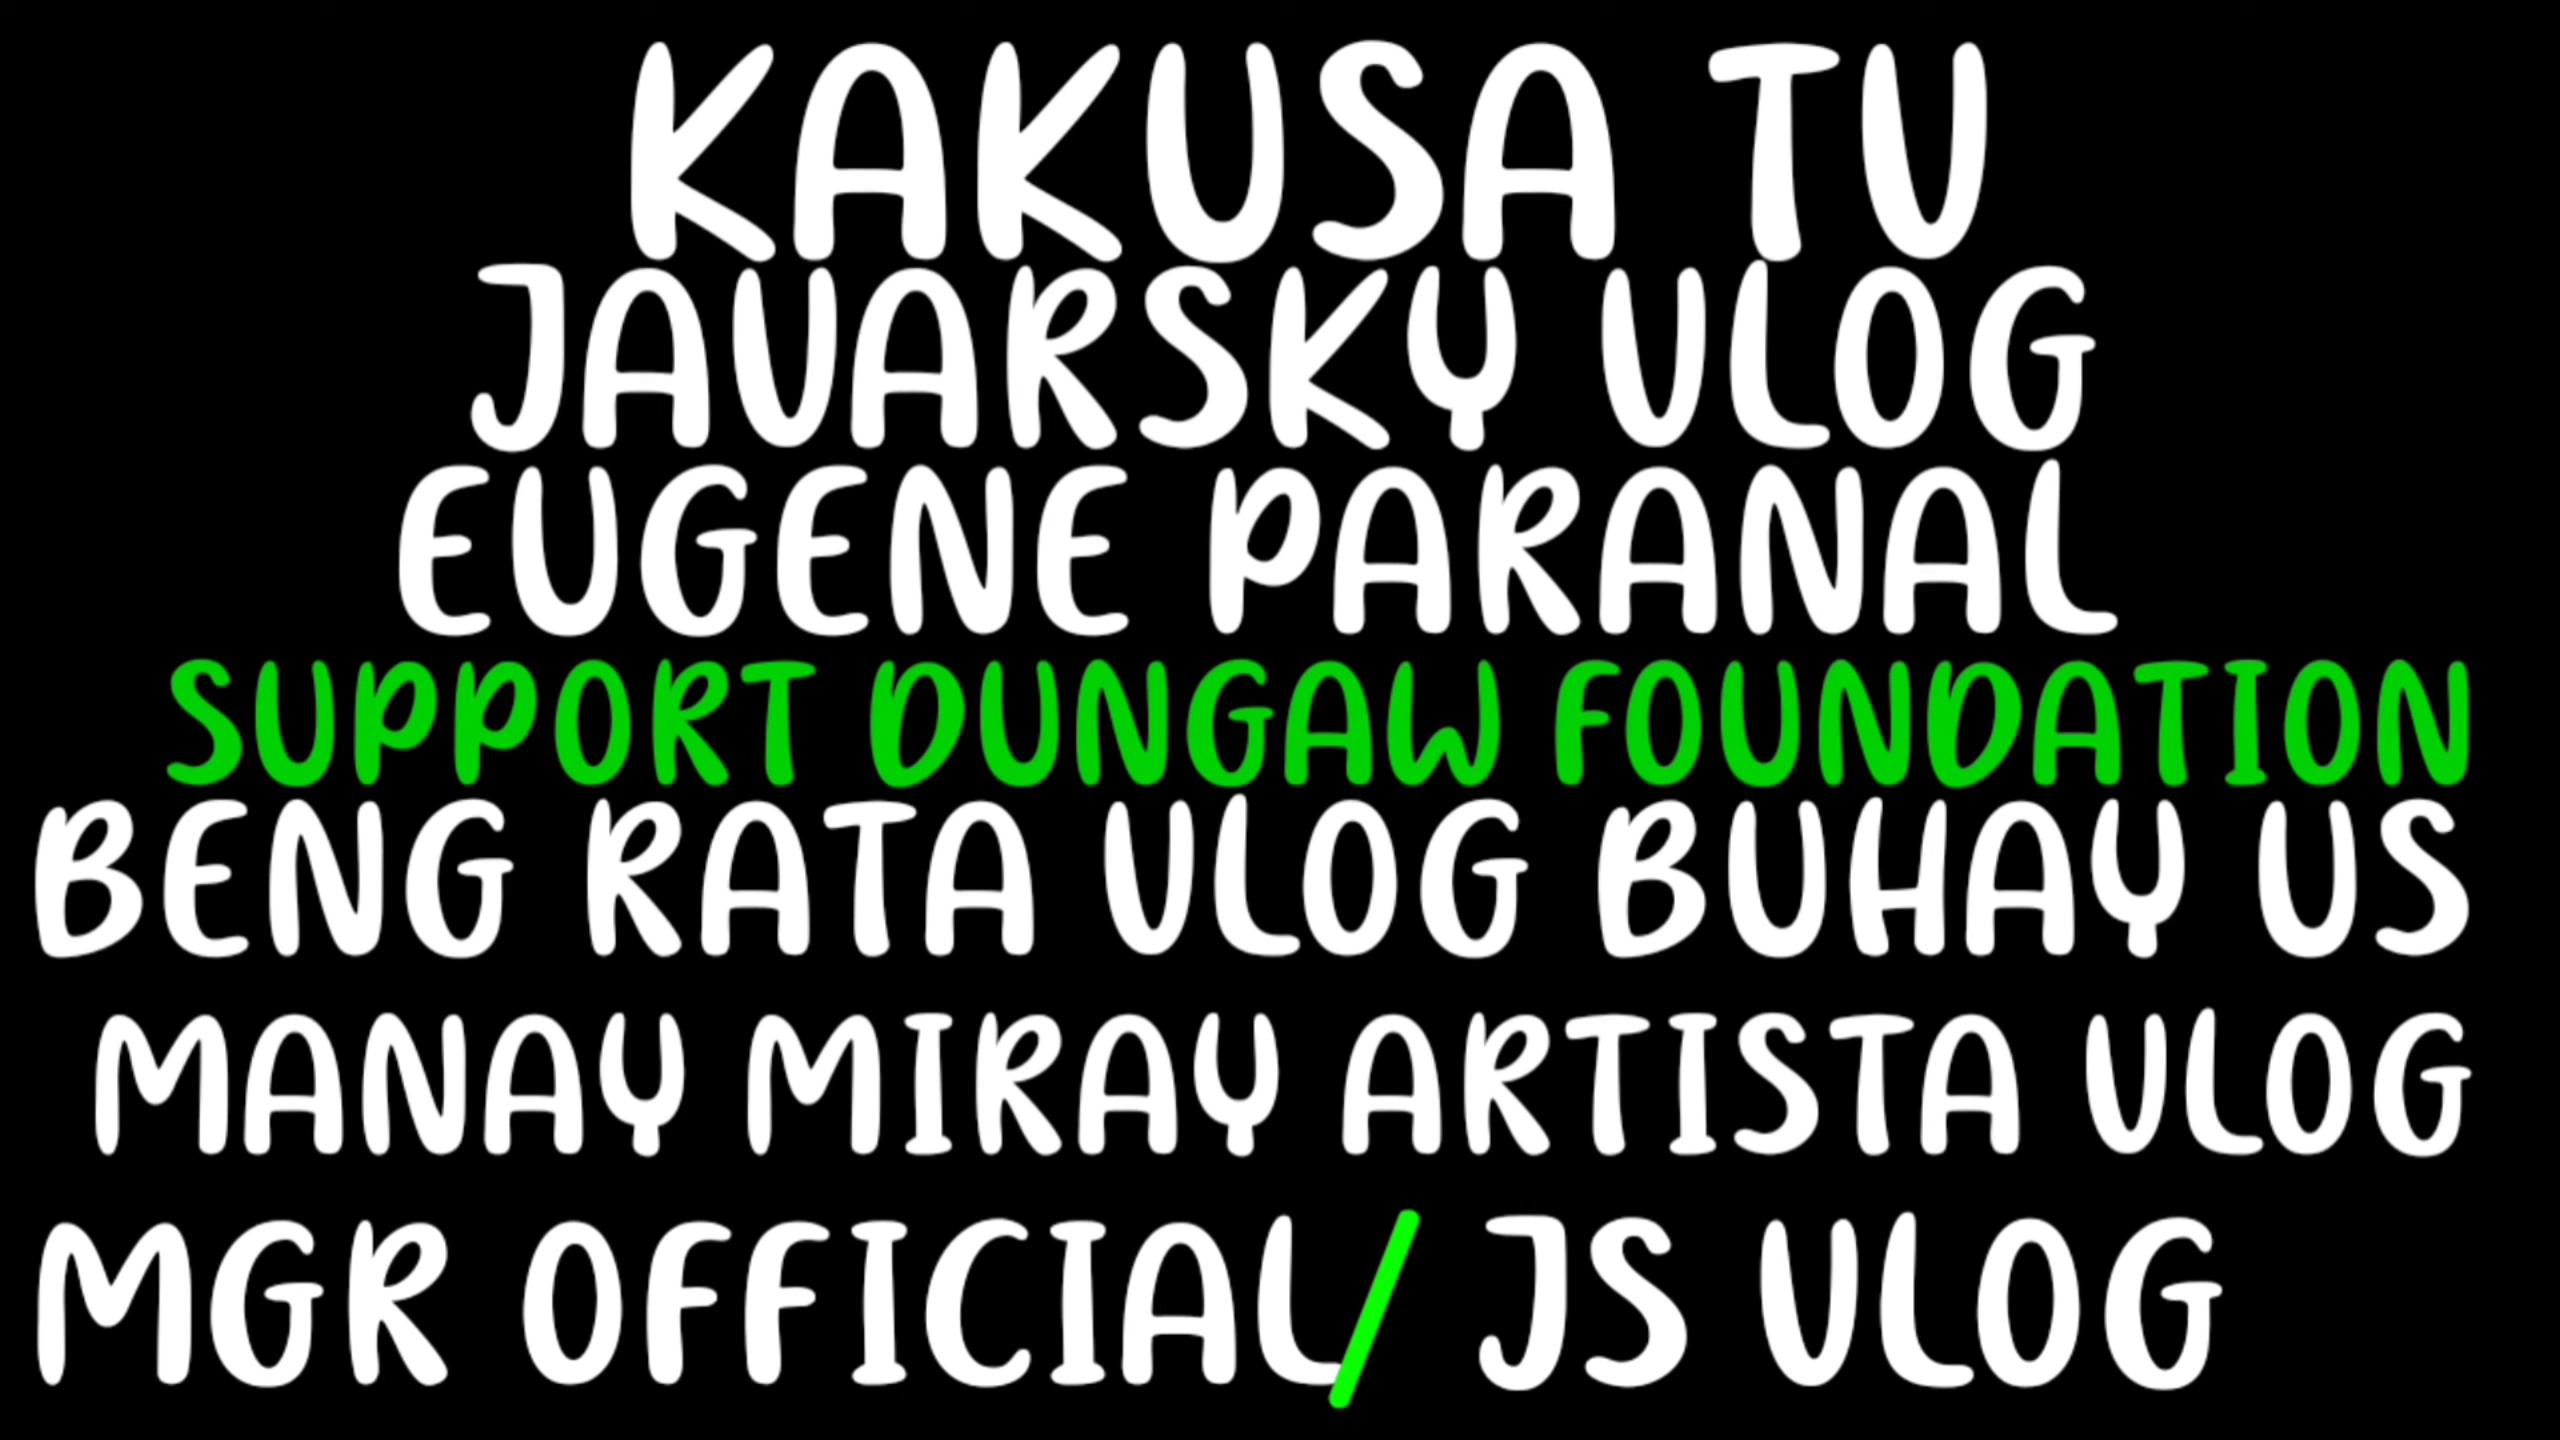 KAKUSA TV
JAVARSKY VLOG
EUGENE PARANAL
SUPPORT DUNGAW FOUNDATION
BENG RATA VLOG BUHAY US
MANAY MIRAY ARTISTA VLOG
MGR OFFICIAL/ JS VLOG